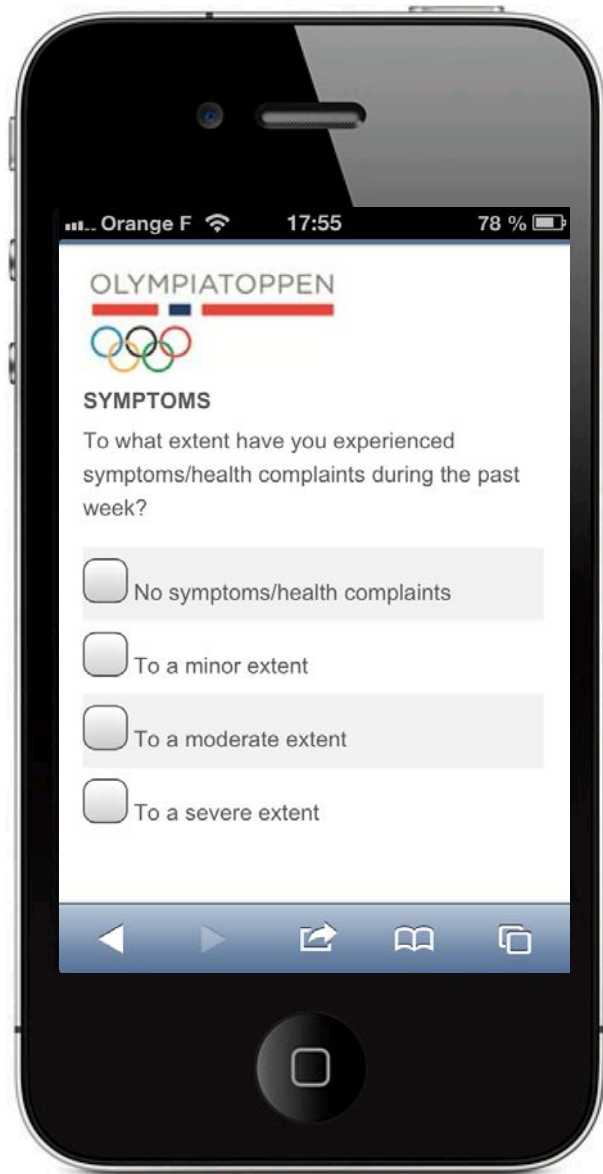 Orange F 17:55 78 %
OLYMPIATOPPEN
SYMPTOMS
To what extent have you experienced
symptoms/health complaints during the past
week?
No symptoms/health complaints
To a minor extent
To a moderate extent
To a severe extent